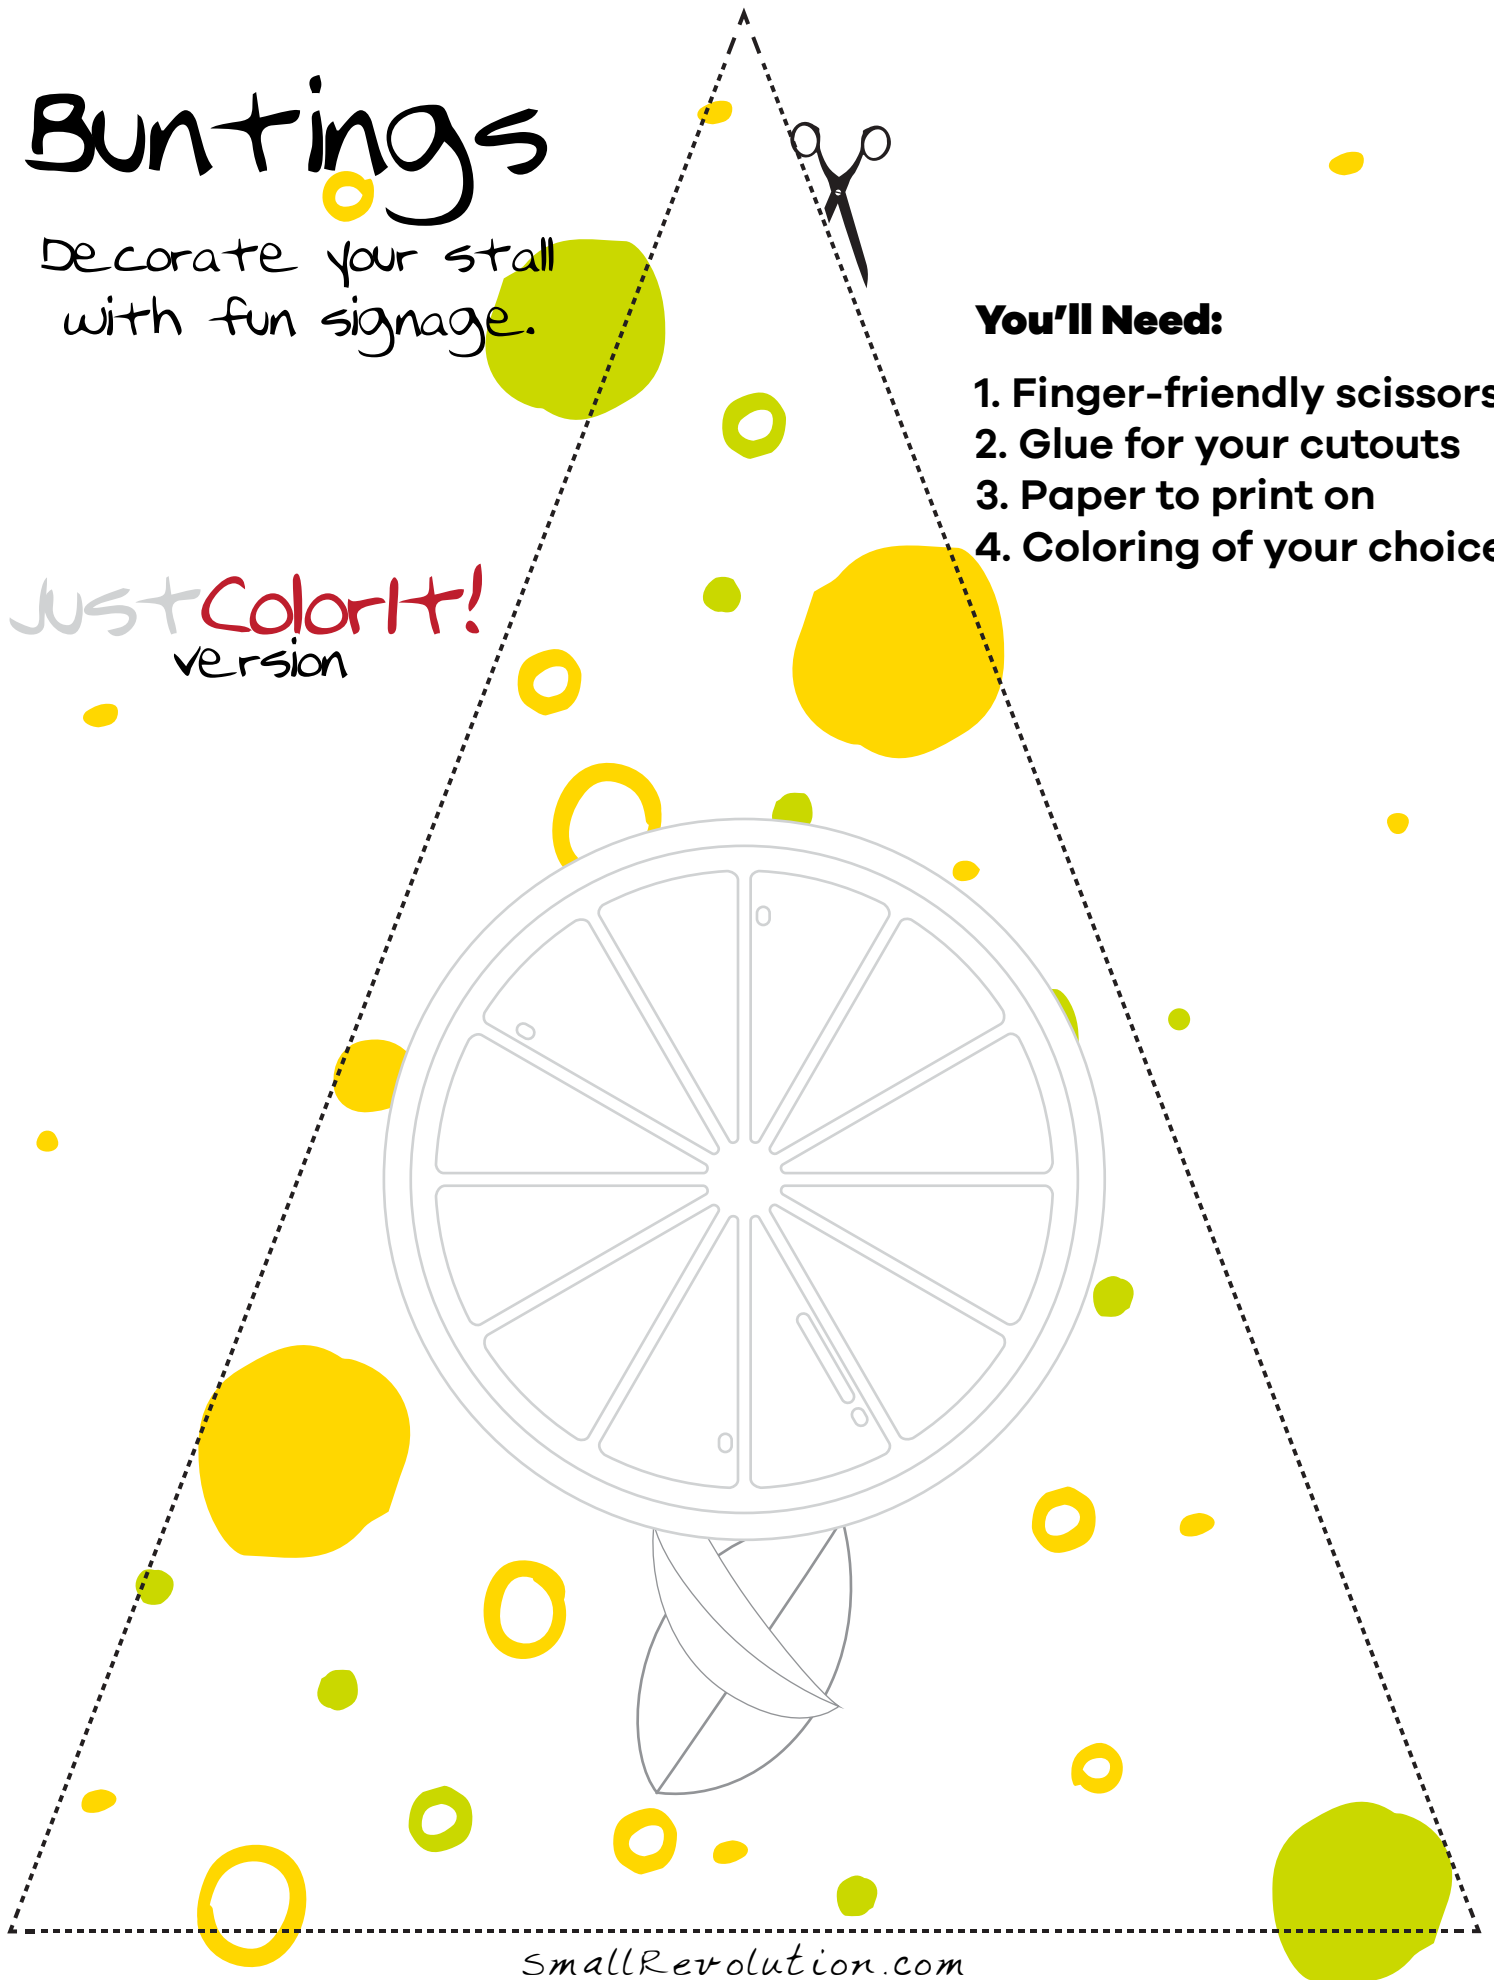 Buntings
Decorate your stall
with fun signage.
You'll Need:
1. Finger-friendly scissors
2. Glue for your cutouts
3. Paper to print on
4. Coloring of your choice
JustColorIt!
version
SmallRevolution.com